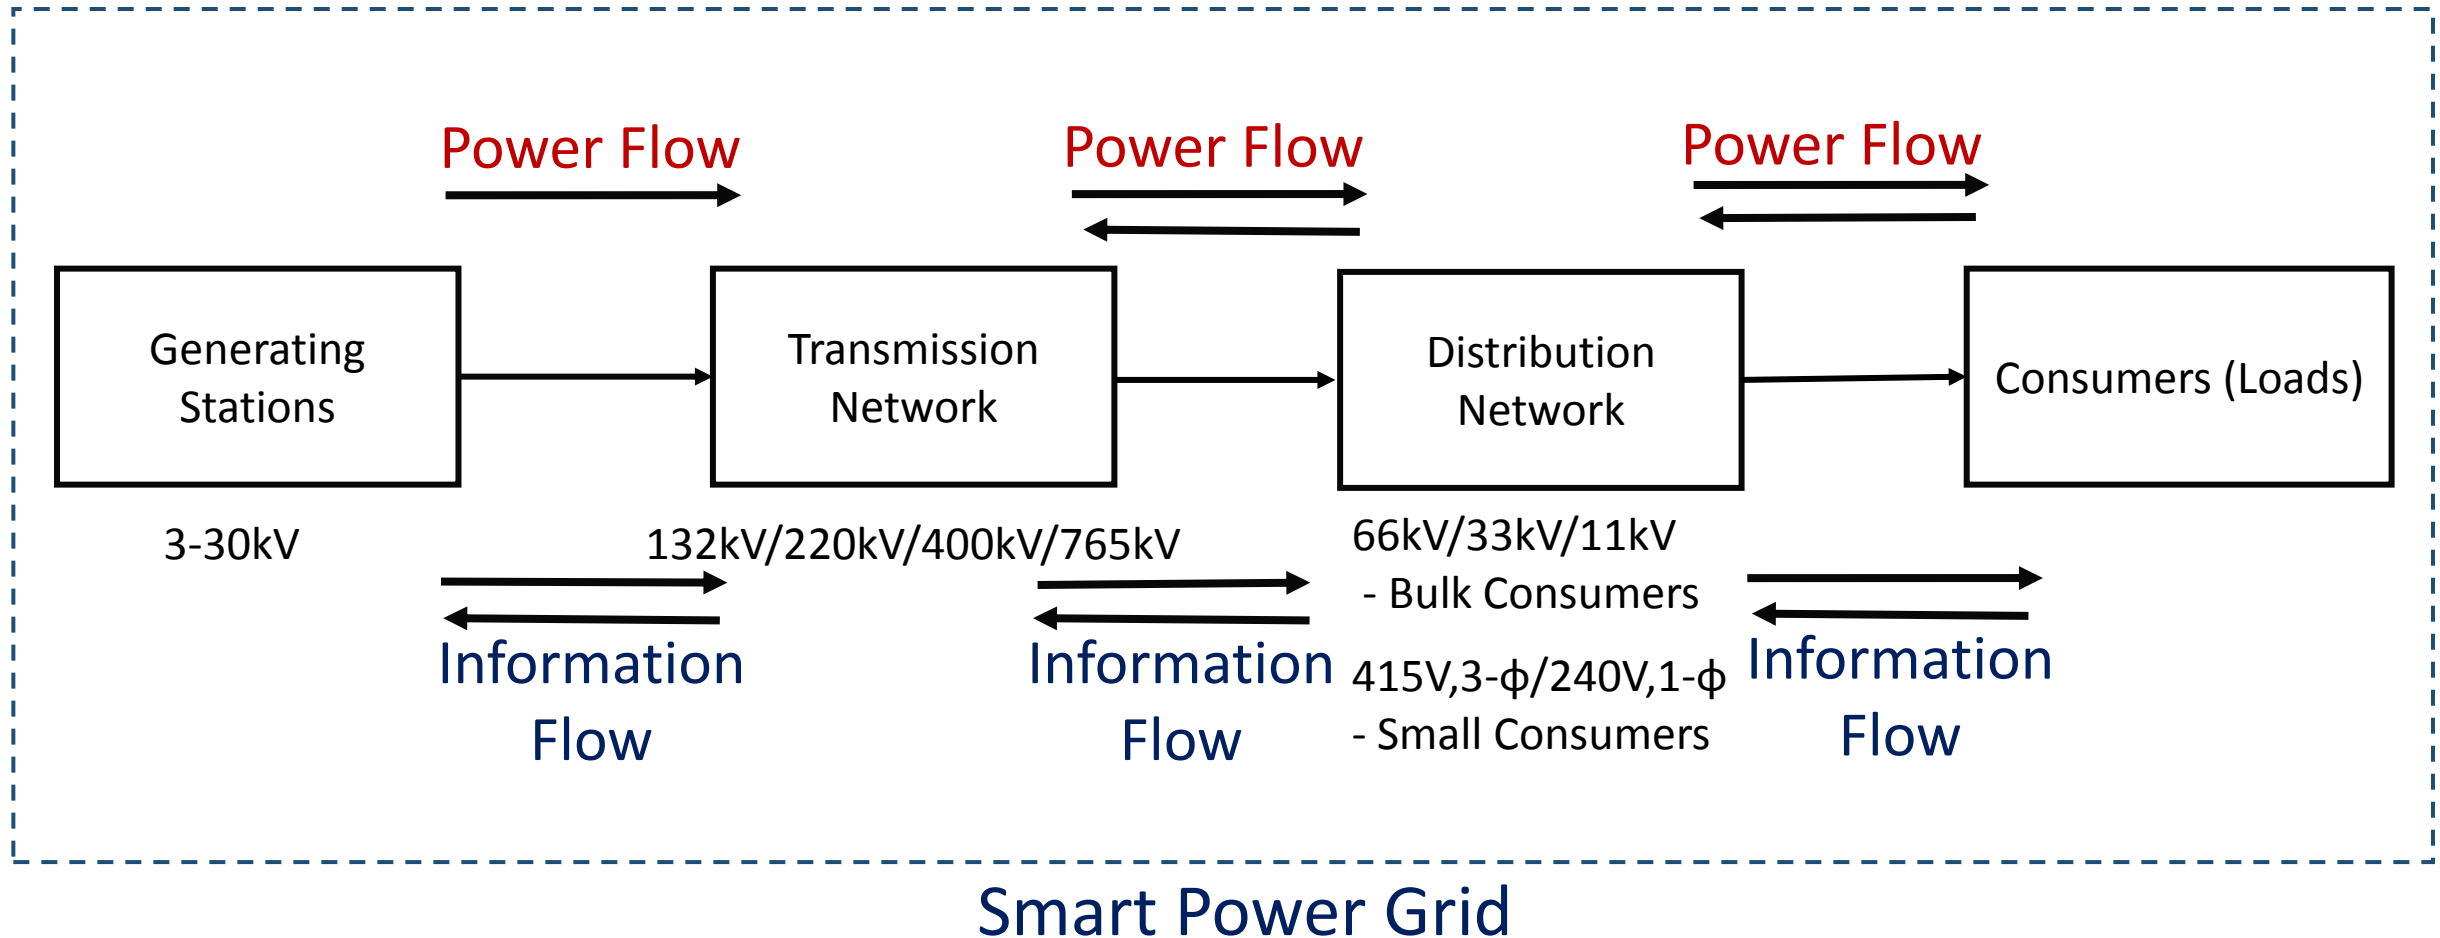 Power Flow
Power Flow
Power Flow
Generating
Stations
Transmission
Network
Distribution
Network
Consumers (Loads)
3-30kV
132kV/220kV/400kV/765kV
66kV/33kV/11kV
- Bulk Consumers
415V,3-ф/240V,1-ф
- Small Consumers
Information
Flow
Information
Flow
Information
Flow
Smart Power Grid